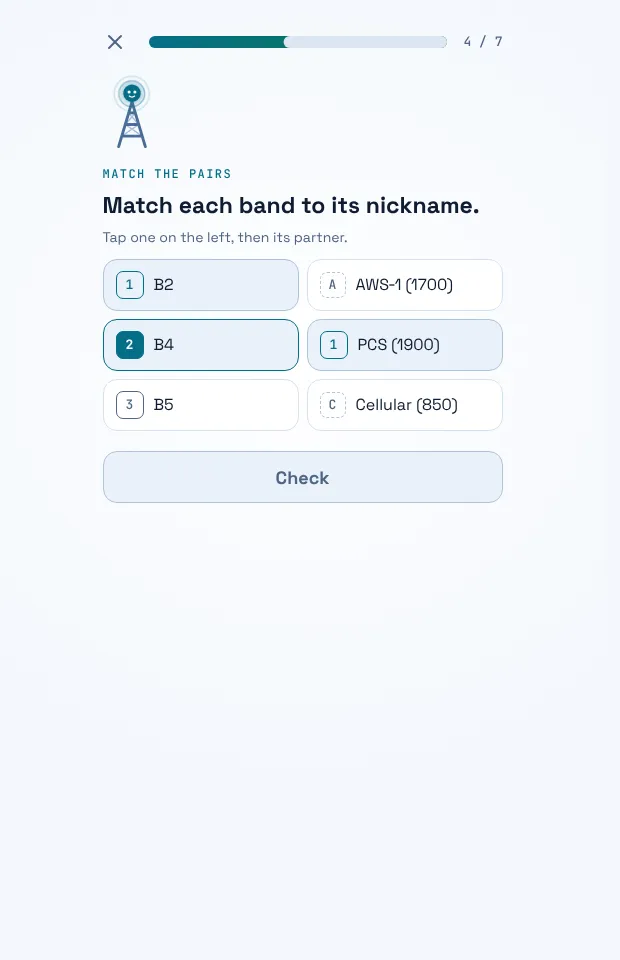 4 / 7
MATCH THE PAIRS
Match each band to its nickname.
Tap one on the left, then its partner.
1 B2
A AWS-1 (1700)
2 B4
1 PCS (1900)
3 B5
C Cellular (850)
Check